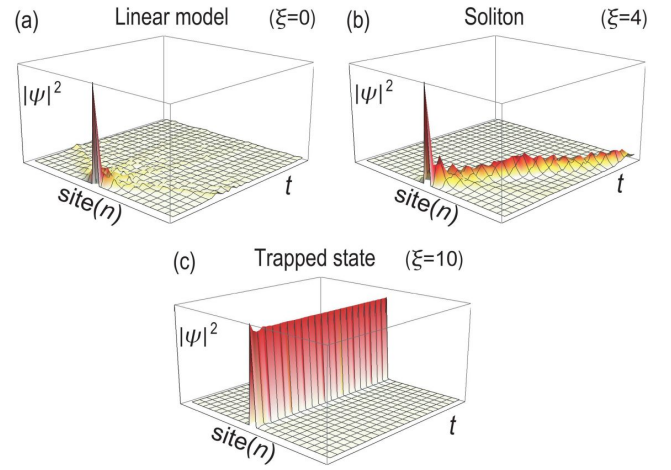 (a) Linear model (ξ=0)
|ψ|²
site(n)
t
(b) Soliton (ξ=4)
|ψ|²
site(n)
t
(c) Trapped state (ξ=10)
|ψ|²
site(n)
t